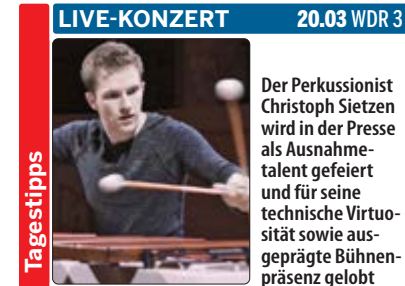 LIVE-KONZERT 20.03 WDR 3
Tagestipps
Der Perkussionist
Christoph Sietzen
wird in der Presse
als Ausnahme-
talent gefeiert
und für seine
technische Virtuo-
sität sowie aus-
geprägte Bühnen-
präsenz gelobt